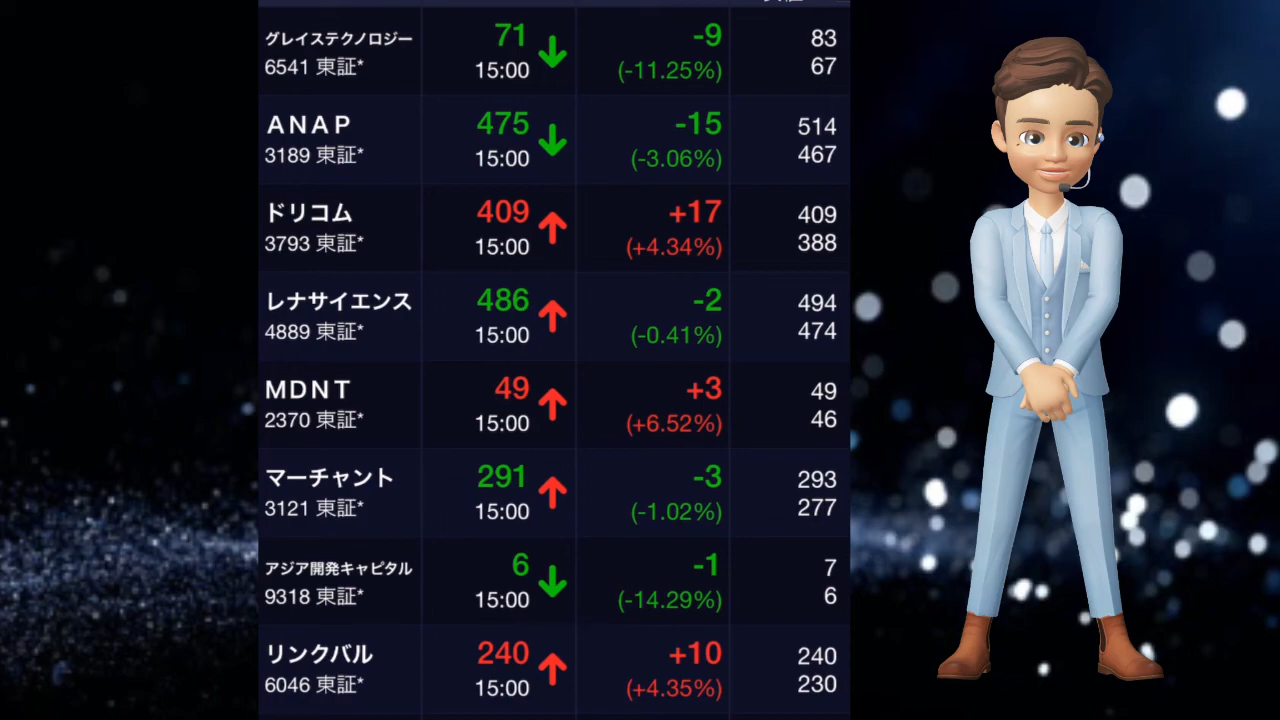 グレイステクノロジー 71 -9 83
6541 東証* 15:00 (-11.25%) 67
ANAP 475 -15 514
3189 東証* 15:00 (-3.06%) 467
ドリコム 409 +17 409
3793 東証* 15:00 (+4.34%) 388
レナサイエンス 486 -2 494
4889 東証* 15:00 (-0.41%) 474
MDNT 49 +3 49
2370 東証* 15:00 (+6.52%) 46
マーチャント 291 -3 293
3121 東証* 15:00 (-1.02%) 277
アジア開発キャピタル 6 -1 7
9318 東証* 15:00 (-14.29%) 6
リンクバル 240 +10 240
6046 東証* 15:00 (+4.35%) 230